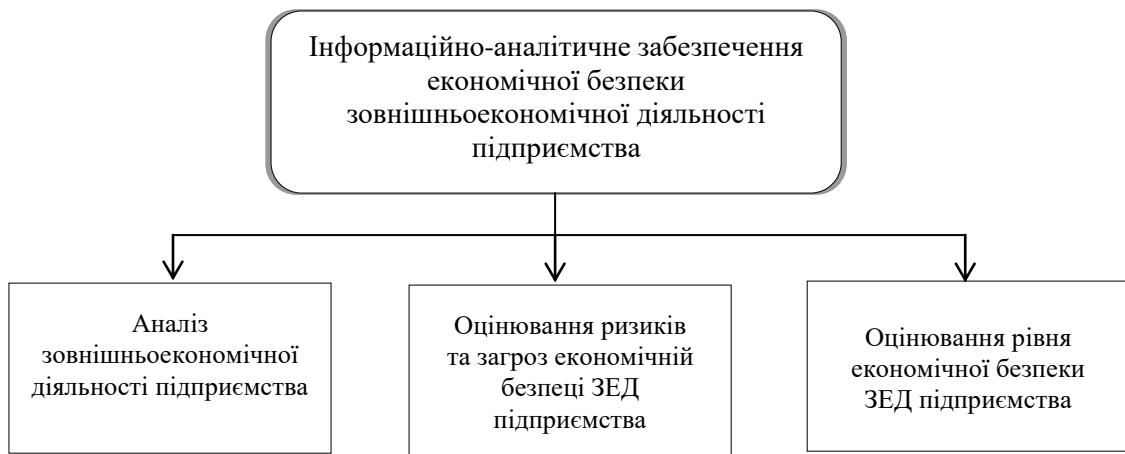 Інформаційно-аналітичне забезпечення
економічної безпеки
зовнішньоекономічної діяльності
підприємства
Аналіз
зовнішньоекономічної
діяльності підприємства
Оцінювання ризиків
та загроз економічній
безпеці ЗЕД
підприємства
Оцінювання рівня
економічної безпеки
ЗЕД підприємства